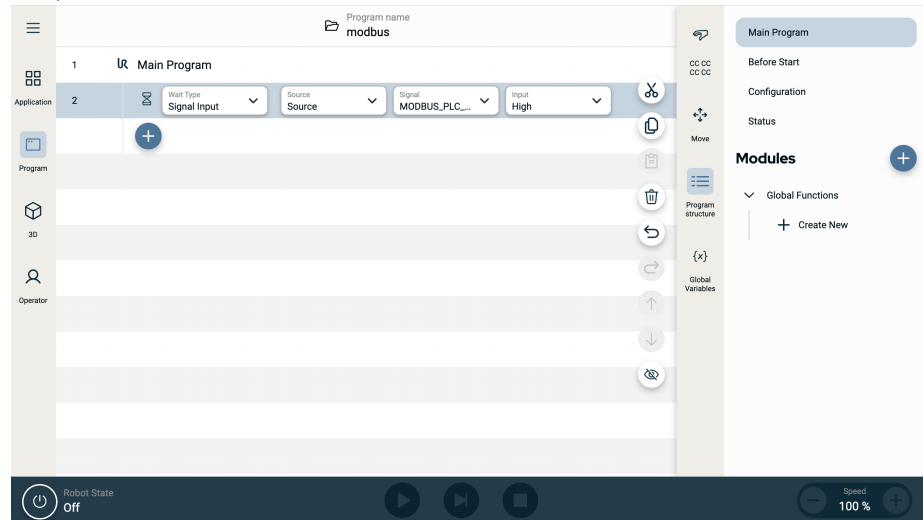 Program name
modbus
Application
Program
3D
Operator
1 UR Main Program
2
Wait Type
Signal Input
Source
Source
Signal
MODBUS_PLC_...
Input
High
CC CC
CC CC
Move
Program
structure
{x}
Global
Variables
Main Program
Before Start
Configuration
Status
Modules
Global Functions
Create New
Robot State
Off
Speed
100 %